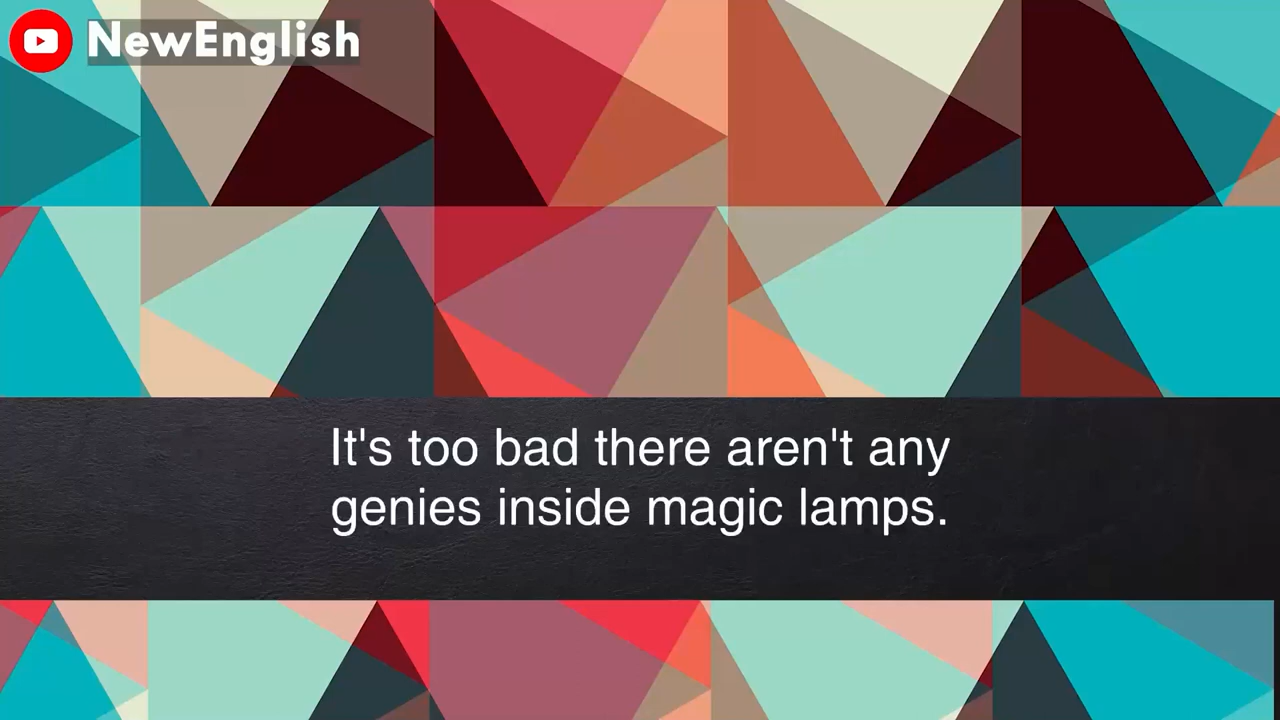 NewEnglish
It's too bad there aren't any
genies inside magic lamps.